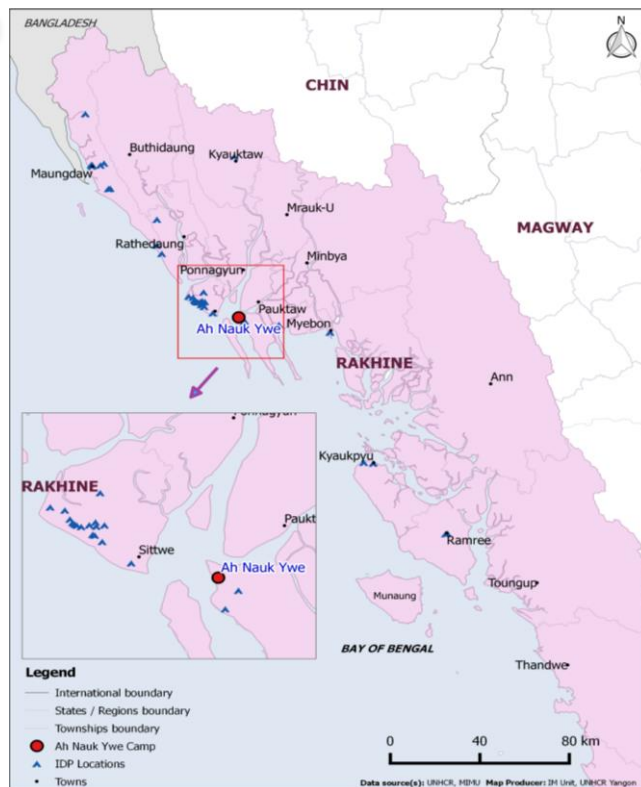 BANGLADESH
N
CHIN
Buthidaung
Kyauktaw
Maungdaw
Mrauk-U
MAGWAY
Rathedaung
Minbya
Ponnagyun
Pauktaw
Ah Nauk Ywe
Myebon
RAKHINE
Ann
Kyaukpyu
Ramree
Toungup
Munaung
BAY OF BENGAL
Thandwe
Ponnagyun
RAKHINE
Paukt
Sittwe
Ah Nauk Ywe
Legend
International boundary
States / Regions boundary
Townships boundary
Ah Nauk Ywe Camp
IDP Locations
Towns
0 40 80 km
Data source(s): UNHCR, MIMU Map Producer: IM Unit, UNHCR Yangon